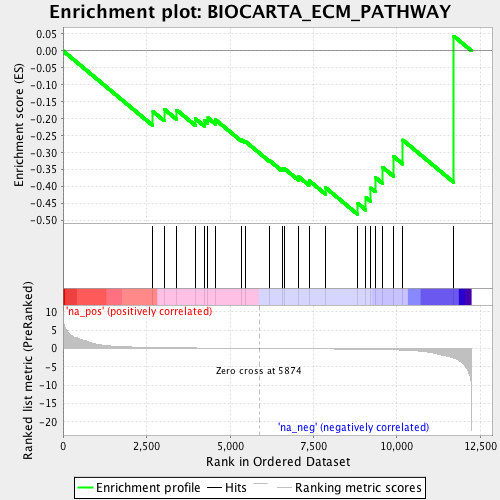 Enrichment plot: BIOCARTA_ECM_PATHWAY
Enrichment score (ES)
0.05
0.00
-0.05
-0.10
-0.15
-0.20
-0.25
-0.30
-0.35
-0.40
-0.45
-0.50
'na_pos' (positively correlated)
Ranked list metric (PreRanked)
10
5
0
-5
-10
-15
-20
Zero cross at 5874
'na_neg' (negatively correlated)
0
2,500
5,000
7,500
10,000
12,500
Rank in Ordered Dataset
Enrichment profile
Hits
Ranking metric scores